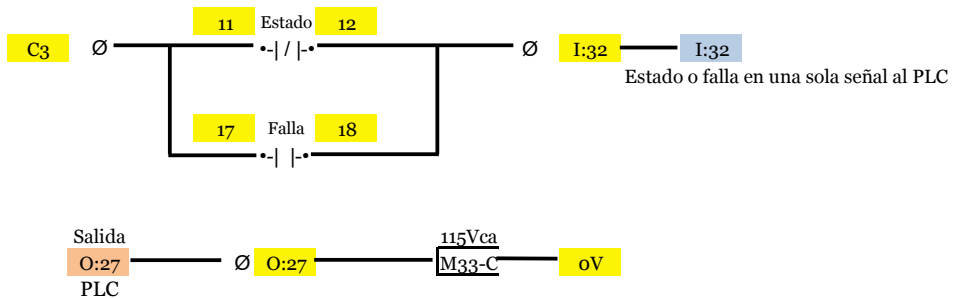 11 Estado 12
C3 Ø •-| / |-• Ø I:32 I:32
Estado o falla en una sola señal al PLC
17 Falla 18
•-| |-•
Salida 115Vca
O:27 Ø O:27 M33-C 0V
PLC